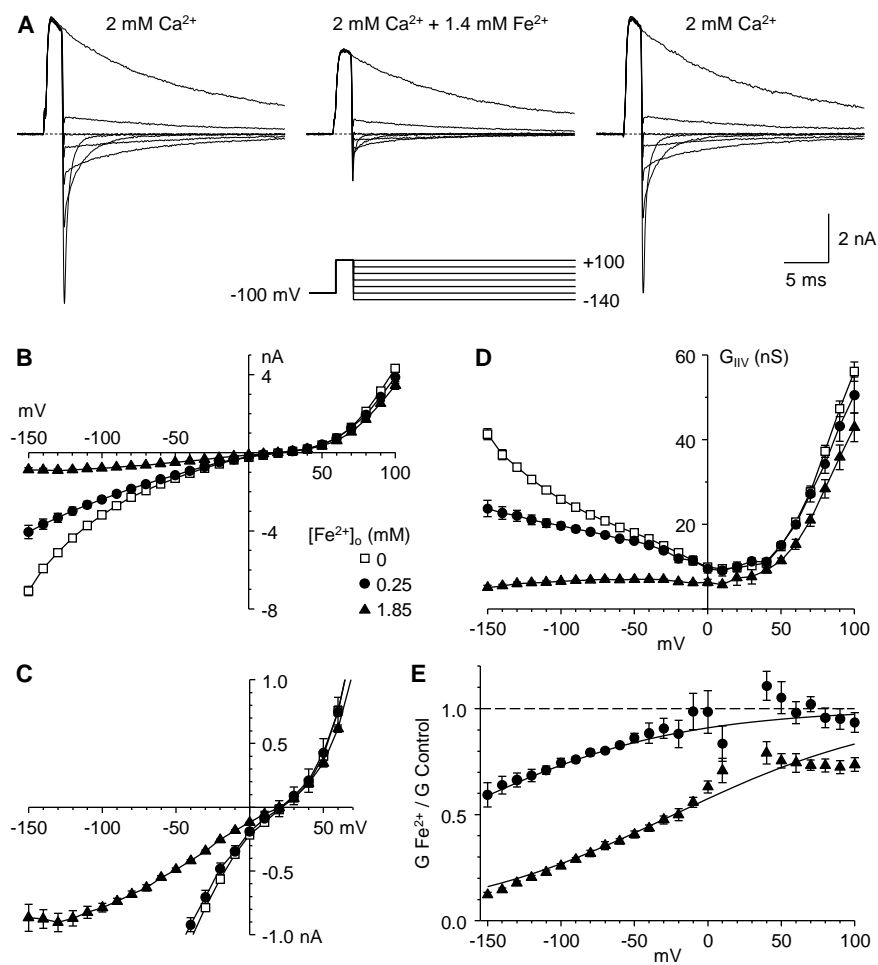 A
2 mM Ca²⁺
2 mM Ca²⁺ + 1.4 mM Fe²⁺
2 mM Ca²⁺
2 nA
5 ms
-100 mV
+100
-140
B
nA
4
mV
-150 -100 -50
50 100
-4
-8
[Fe²⁺]ₒ (mM)
0
0.25
1.85
C
1.0
0.5
-150 -100 -50 50 mV
-0.5
-1.0 nA
D
G_IIV (nS)
60
40
20
-150 -100 -50 0 50 100
mV
E
G Fe²⁺ / G Control
1.0
0.5
0.0
-150 -100 -50 0 50 100
mV